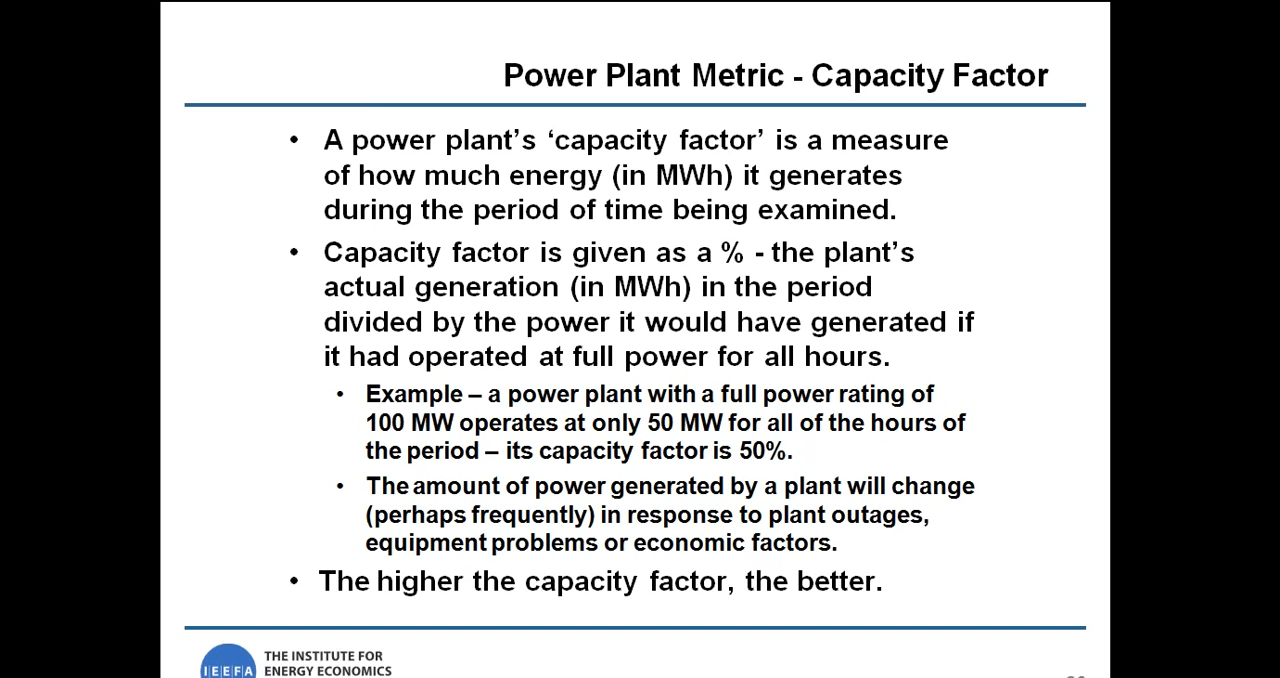 Power Plant Metric - Capacity Factor
• A power plant’s ‘capacity factor’ is a measure
of how much energy (in MWh) it generates
during the period of time being examined.
• Capacity factor is given as a % - the plant’s
actual generation (in MWh) in the period
divided by the power it would have generated if
it had operated at full power for all hours.
• Example – a power plant with a full power rating of
100 MW operates at only 50 MW for all of the hours of
the period – its capacity factor is 50%.
• The amount of power generated by a plant will change
(perhaps frequently) in response to plant outages,
equipment problems or economic factors.
• The higher the capacity factor, the better.
IEEFA
THE INSTITUTE FOR
ENERGY ECONOMICS